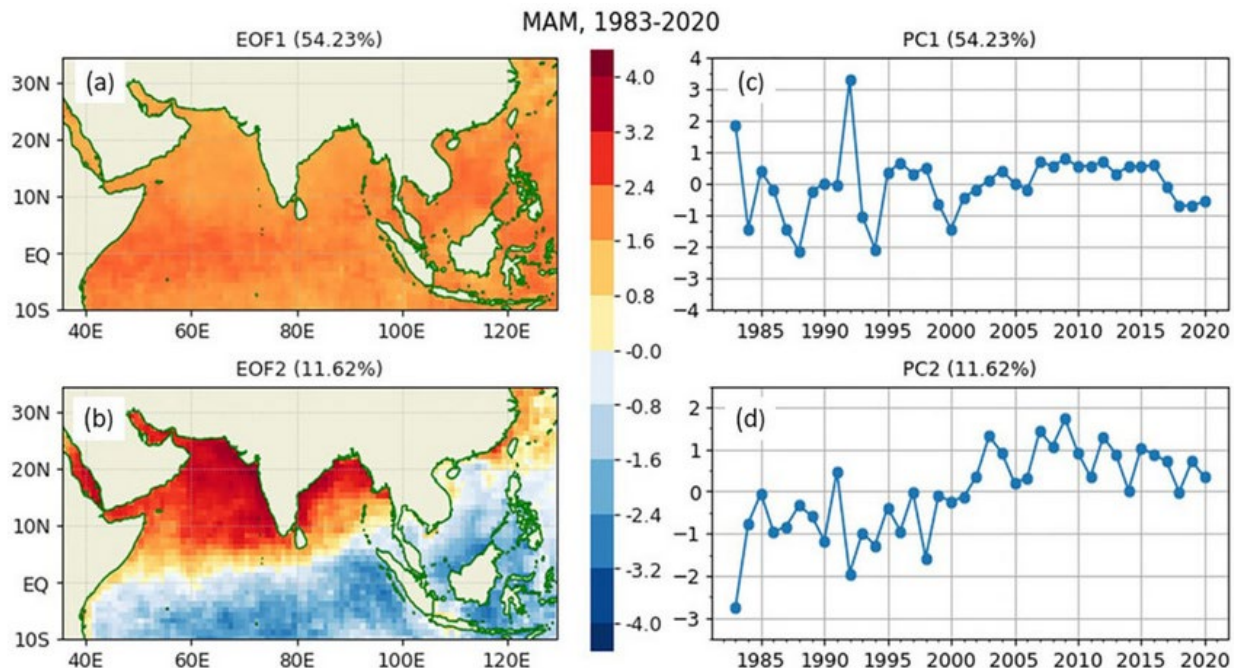 MAM, 1983-2020
EOF1 (54.23%)
(a)
30N
20N
10N
EQ
10S
40E 60E 80E 100E 120E
EOF2 (11.62%)
(b)
30N
20N
10N
EQ
10S
40E 60E 80E 100E 120E
4.0
3.2
2.4
1.6
0.8
-0.0
-0.8
-1.6
-2.4
-3.2
-4.0
PC1 (54.23%)
(c)
4
3
2
1
0
-1
-2
-3
-4
1985 1990 1995 2000 2005 2010 2015 2020
PC2 (11.62%)
(d)
2
1
0
-1
-2
-3
1985 1990 1995 2000 2005 2010 2015 2020